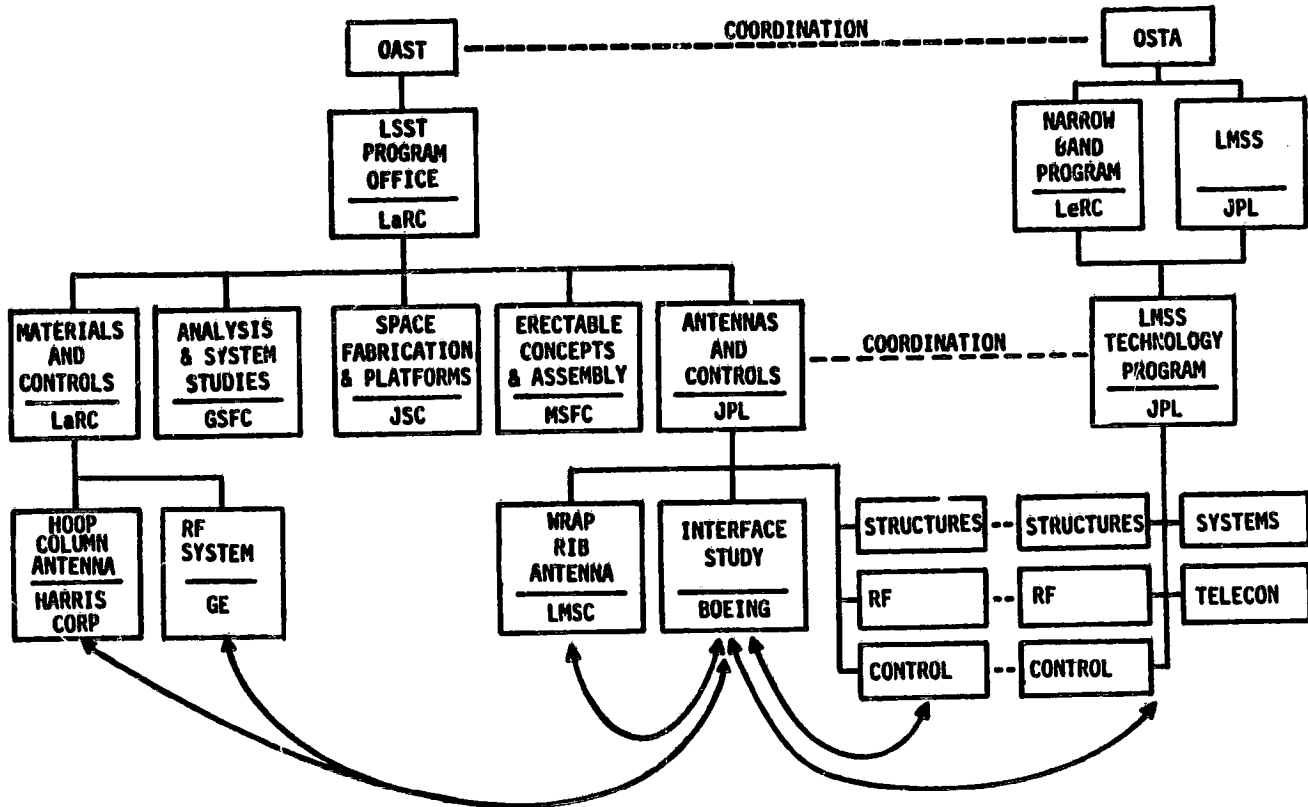 COORDINATION
OAST
OSTA
LSST
PROGRAM
OFFICE
LaRC
NARROW
BAND
PROGRAM
LeRC
LMSS
JPL
MATERIALS
AND
CONTROLS
LaRC
ANALYSIS
& SYSTEM
STUDIES
GSFC
SPACE
FABRICATION
& PLATFORMS
JSC
ERECTABLE
CONCEPTS
& ASSEMBLY
MSFC
ANTENNAS
AND
CONTROLS
JPL
COORDINATION
LMSS
TECHNOLOGY
PROGRAM
JPL
HOOP
COLUMN
ANTENNA
HARRIS
CORP
RF
SYSTEM
GE
WRAP
RIB
ANTENNA
LMSC
INTERFACE
STUDY
BOEING
STRUCTURES
STRUCTURES
SYSTEMS
RF
RF
TELECON
CONTROL
CONTROL